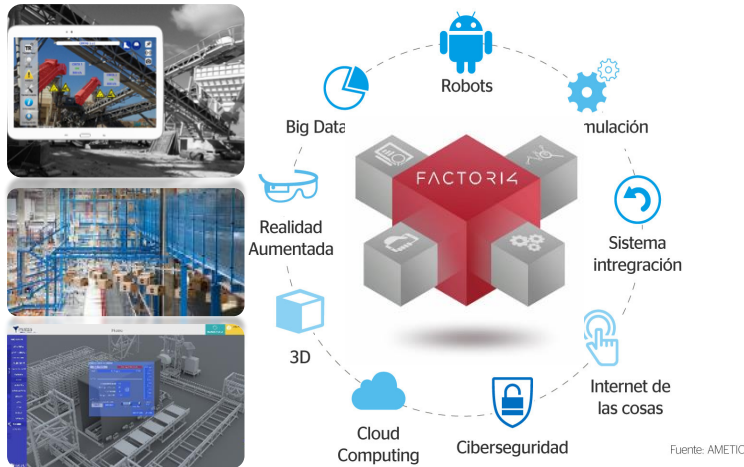 Robots
Big Data
mulación
FACTORI4
Realidad
Aumentada
Sistema
intregración
3D
Internet de
las cosas
Cloud
Computing
Ciberseguridad
Fuente: AMETIC